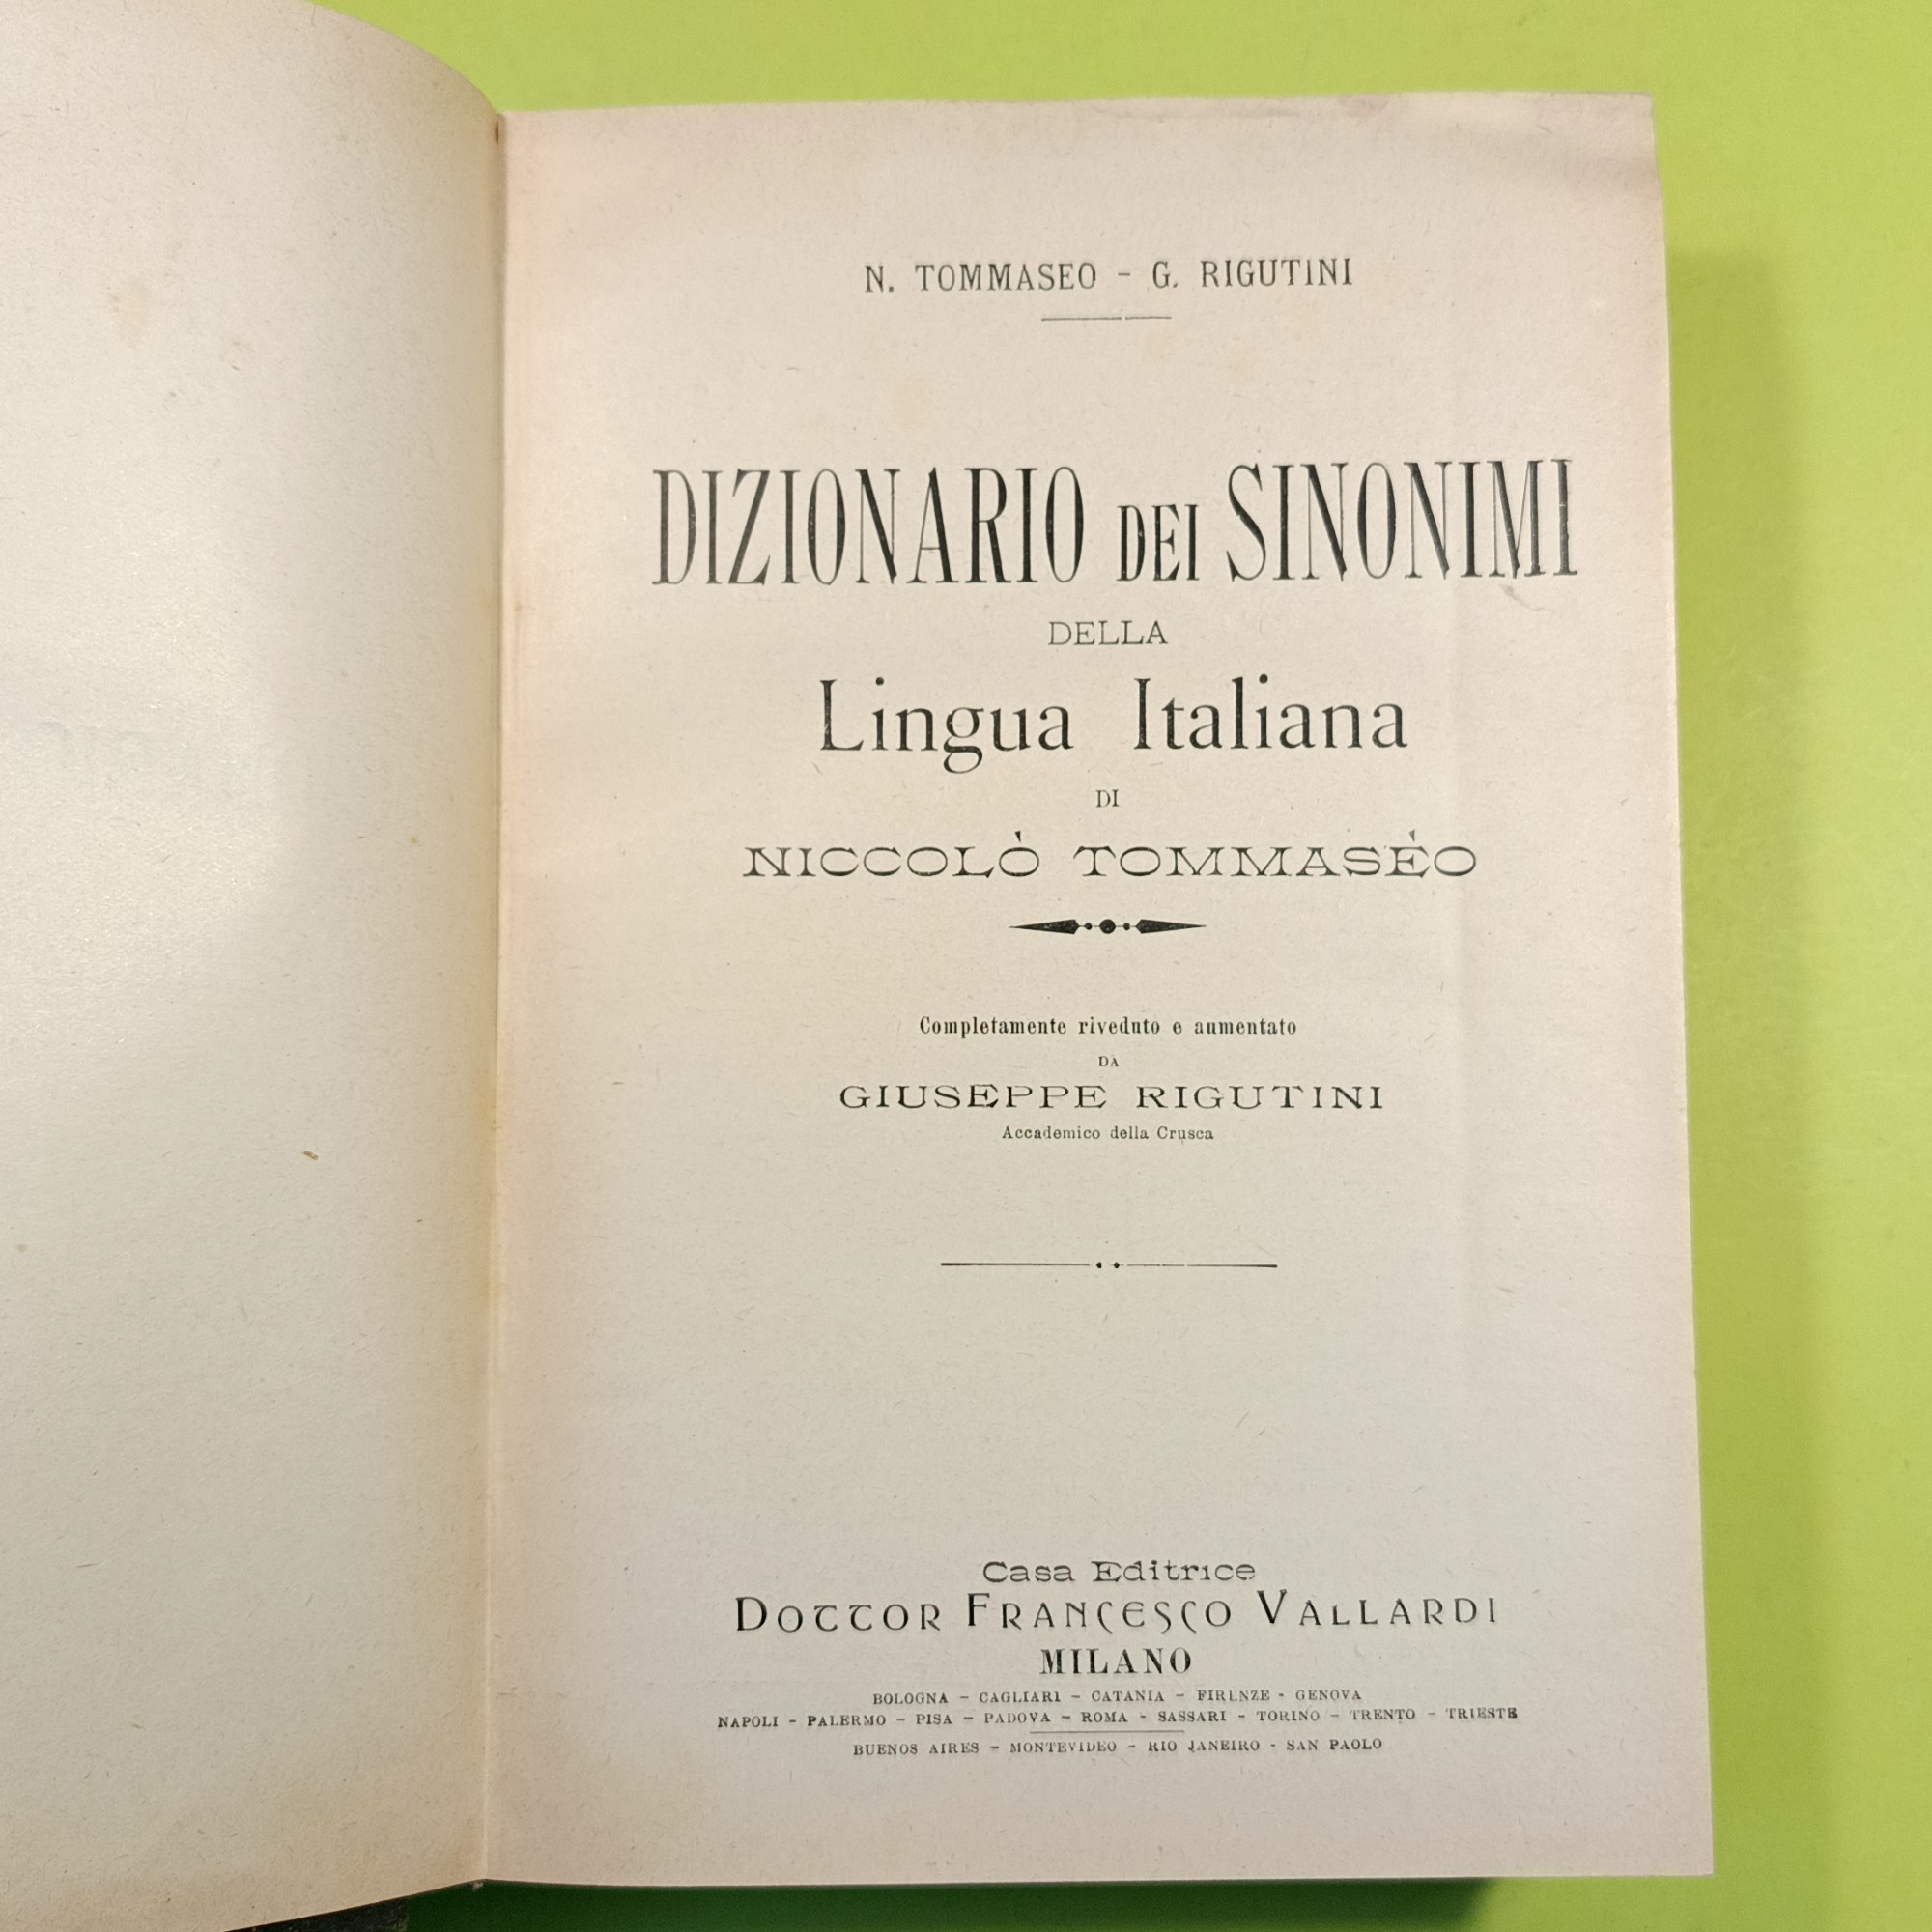 N. TOMMASEO - G. RIGUTINI
DIZIONARIO DEI SINONIMI
DELLA
Lingua Italiana
DI
NICCOLÒ TOMMASÈO
Completamente riveduto e aumentato
DA
GIUSEPPE RIGUTINI
Accademico della Crusca
Casa Editrice
DOTTOR FRANCESCO VALLARDI
MILANO
BOLOGNA - CAGLIARI - CATANIA - FIRENZE - GENOVA
NAPOLI - PALERMO - PISA - PADOVA - ROMA - SASSARI - TORINO - TRENTO - TRIESTE
BUENOS AIRES - MONTEVIDEO - RIO JANEIRO - SAN PAOLO